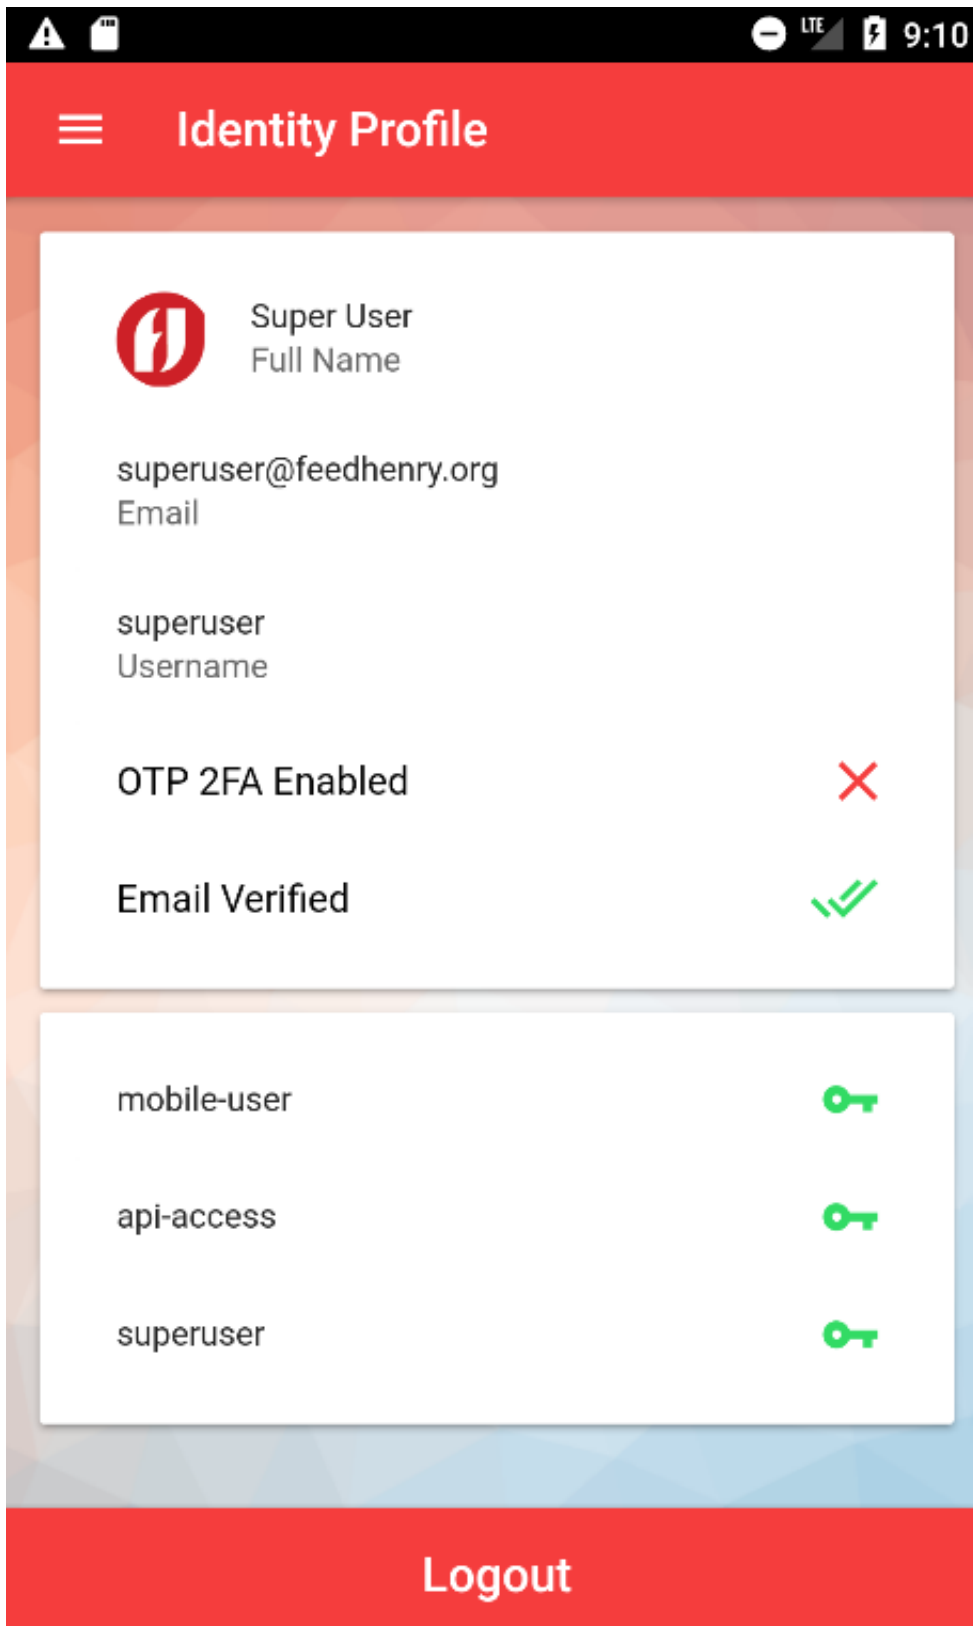 LTE 9:10
Identity Profile
Super User
Full Name
superuser@feedhenry.org
Email
superuser
Username
OTP 2FA Enabled
Email Verified
mobile-user
api-access
superuser
Logout